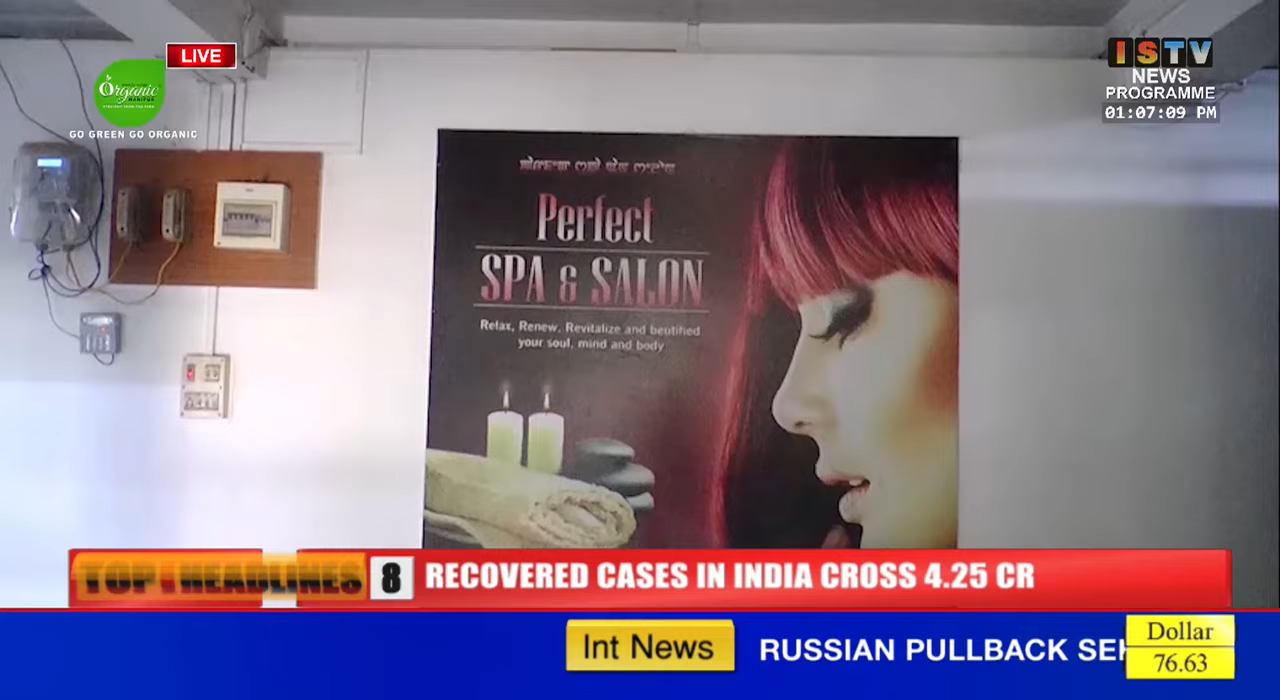 LIVE
Organic
GO GREEN GO ORGANIC
ISTV
NEWS
PROGRAMME
01:07:09 PM
Perfect
SPA & SALON
Relax, Renew, Revitalize and beutified
your soul, mind and body
TOP HEADLINES 8 RECOVERED CASES IN INDIA CROSS 4.25 CR
Int News RUSSIAN PULLBACK SE
Dollar
76.63